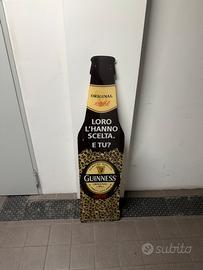 ORIGINAL
LORO
L'HANNO
SCELTA.
E TU?
GUINNESS
subito